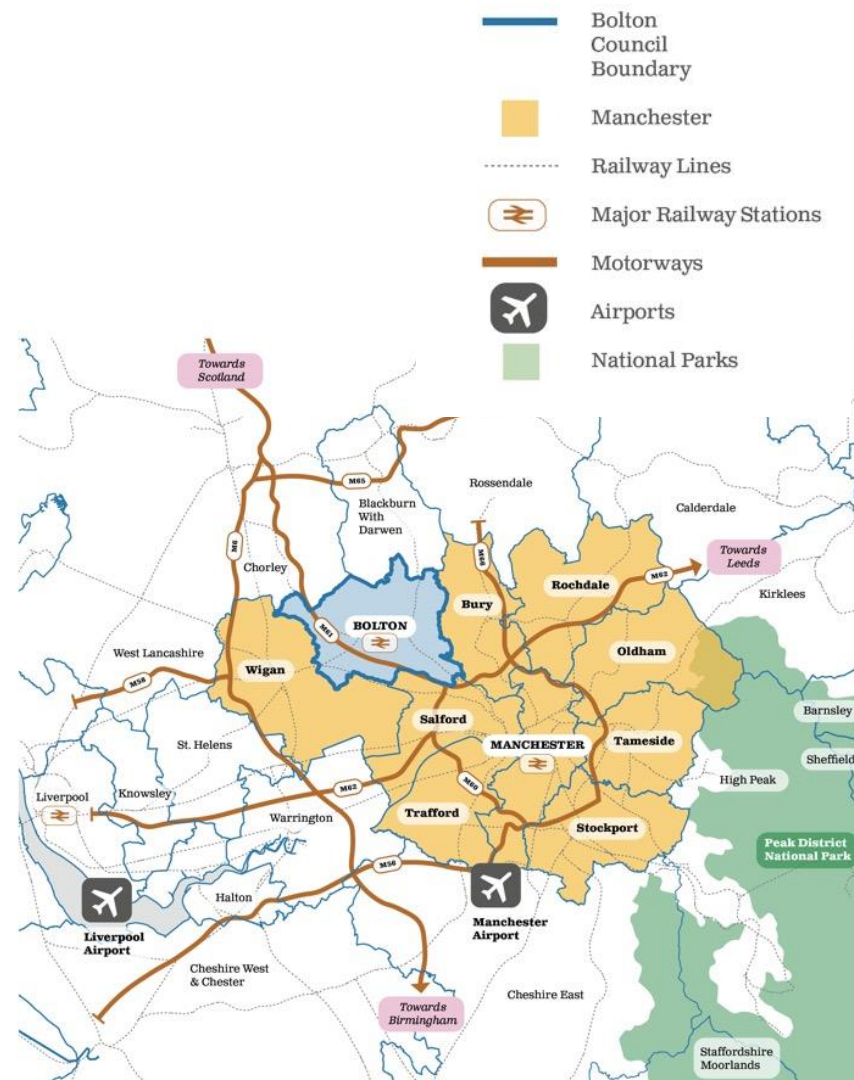 Bolton
Council
Boundary
Manchester
Railway Lines
Major Railway Stations
Motorways
Airports
National Parks
Towards
Scotland
M65
Rossendale
Blackburn
With
Darwen
Calderdale
M6
M66
Towards
Leeds
Chorley
Rochdale
M62
Bury
Kirklees
M61
BOLTON
West Lancashire
Oldham
Wigan
M58
Barnsley
Salford
St. Helens
MANCHESTER
Tameside
Sheffield
High Peak
Liverpool
Knowsley
M62
M60
Warrington
Trafford
Stockport
Peak District
National Park
M56
Halton
Liverpool
Airport
Manchester
Airport
Cheshire West
& Chester
Cheshire East
Towards
Birmingham
Staffordshire
Moorlands